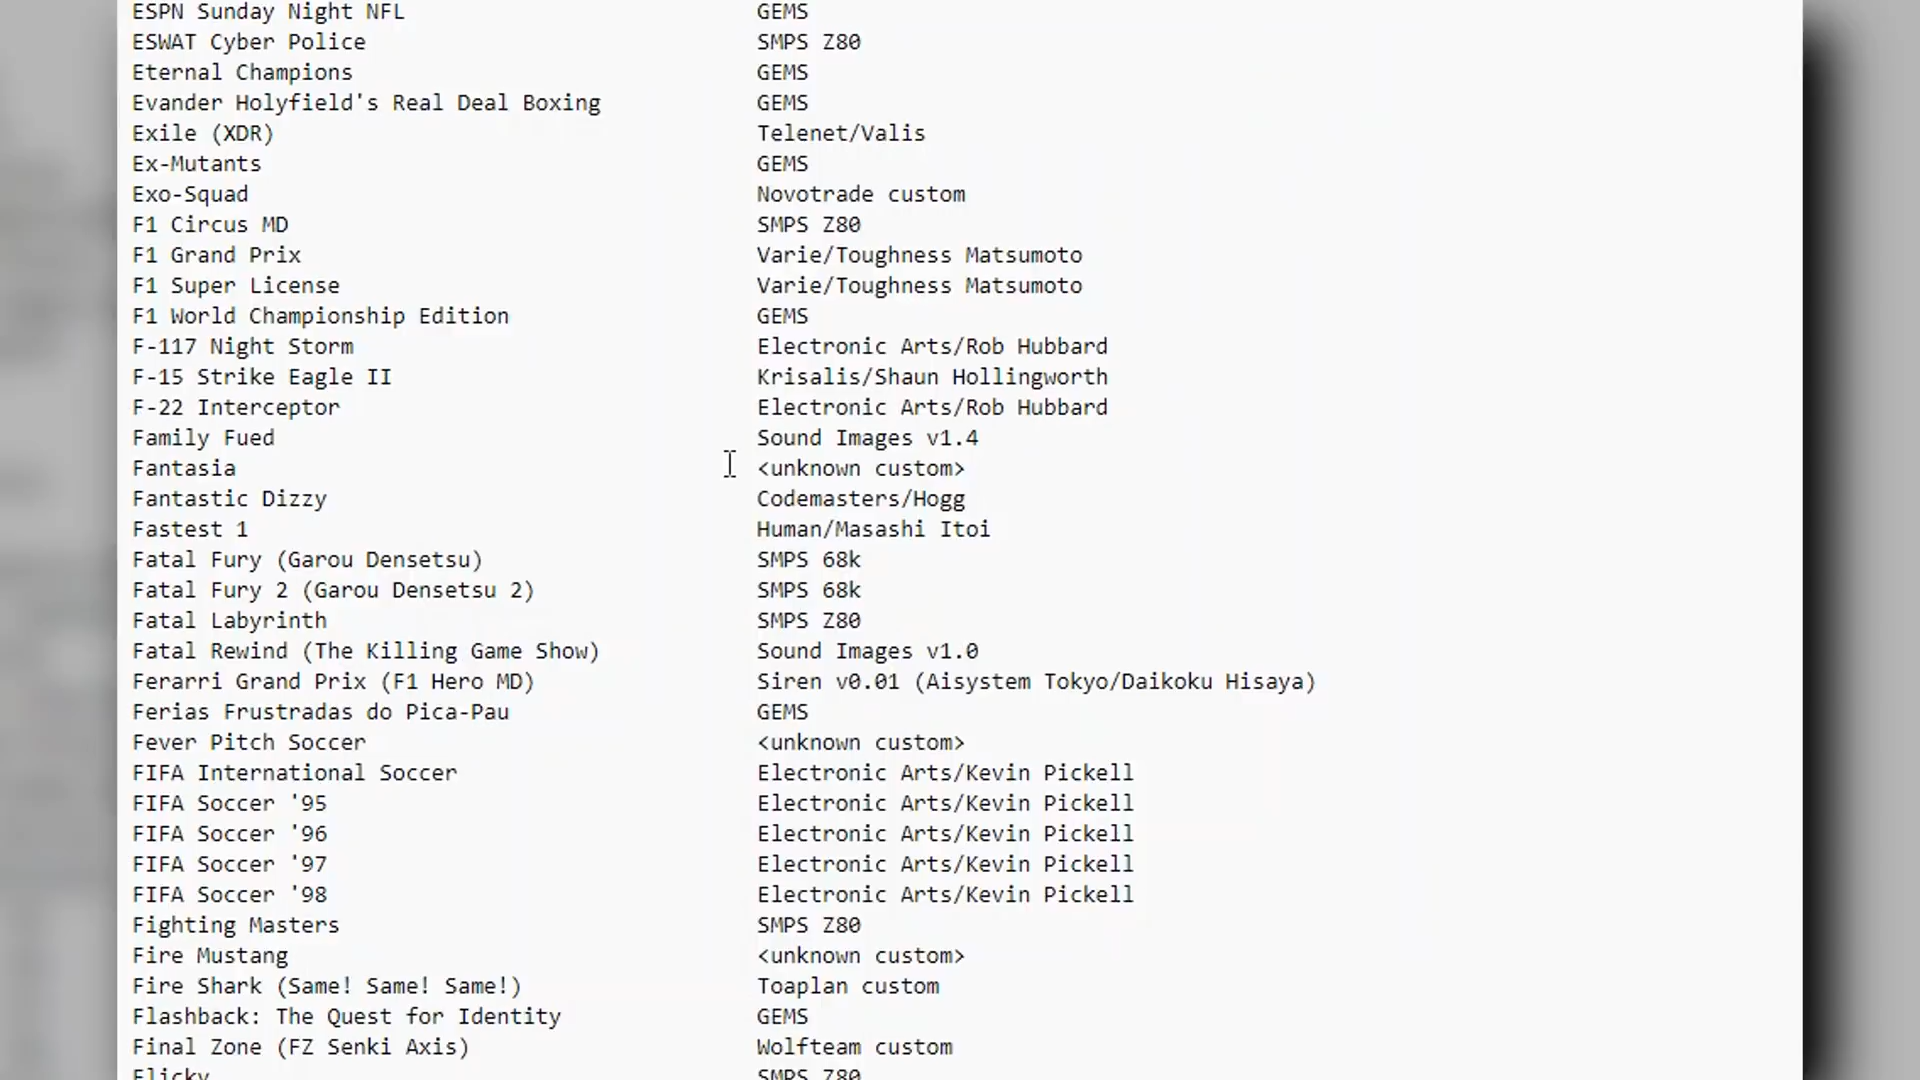 ESPN Sunday Night NFL GEMS
ESWAT Cyber Police SMPS Z80
Eternal Champions GEMS
Evander Holyfield's Real Deal Boxing GEMS
Exile (XDR) Telenet/Valis
Ex-Mutants GEMS
Exo-Squad Novotrade custom
F1 Circus MD SMPS Z80
F1 Grand Prix Varie/Toughness Matsumoto
F1 Super License Varie/Toughness Matsumoto
F1 World Championship Edition GEMS
F-117 Night Storm Electronic Arts/Rob Hubbard
F-15 Strike Eagle II Krisalis/Shaun Hollingworth
F-22 Interceptor Electronic Arts/Rob Hubbard
Family Fued Sound Images v1.4
Fantasia <unknown custom>
Fantastic Dizzy Codemasters/Hogg
Fastest 1 Human/Masashi Itoi
Fatal Fury (Garou Densetsu) SMPS 68k
Fatal Fury 2 (Garou Densetsu 2) SMPS 68k
Fatal Labyrinth SMPS Z80
Fatal Rewind (The Killing Game Show) Sound Images v1.0
Ferarri Grand Prix (F1 Hero MD) Siren v0.01 (Aisystem Tokyo/Daikoku Hisaya)
Ferias Frustradas do Pica-Pau GEMS
Fever Pitch Soccer <unknown custom>
FIFA International Soccer Electronic Arts/Kevin Pickell
FIFA Soccer '95 Electronic Arts/Kevin Pickell
FIFA Soccer '96 Electronic Arts/Kevin Pickell
FIFA Soccer '97 Electronic Arts/Kevin Pickell
FIFA Soccer '98 Electronic Arts/Kevin Pickell
Fighting Masters SMPS Z80
Fire Mustang <unknown custom>
Fire Shark (Same! Same! Same!) Toaplan custom
Flashback: The Quest for Identity GEMS
Final Zone (FZ Senki Axis) Wolfteam custom
Flicky SMPS Z80